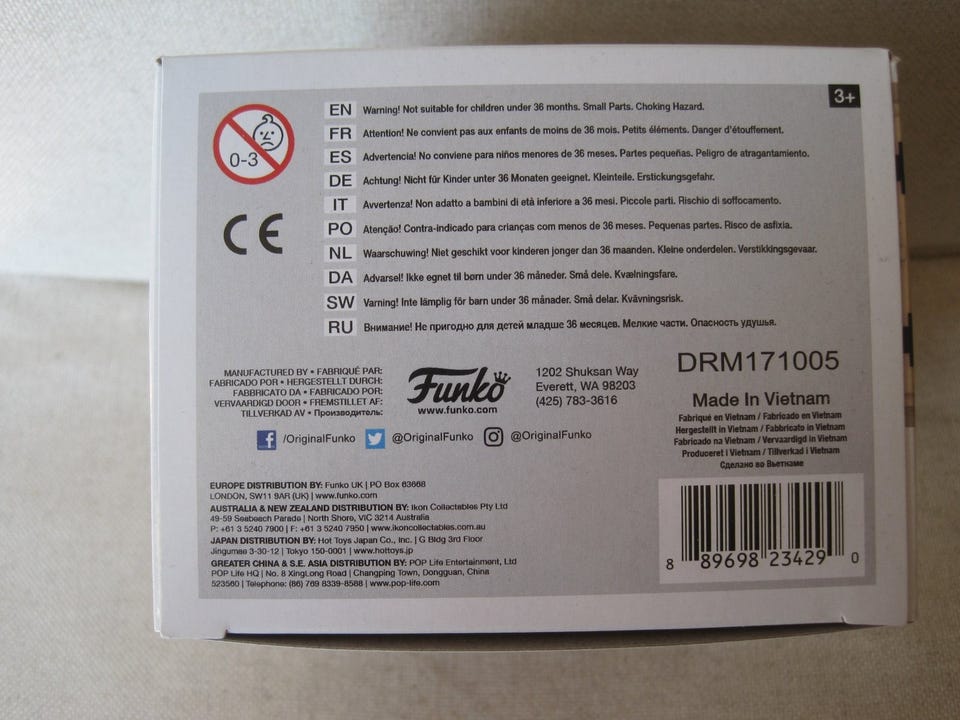 3+
0-3
EN Warning! Not suitable for children under 36 months. Small Parts. Choking Hazard.
FR Attention! Ne convient pas aux enfants de moins de 36 mois. Petits éléments. Danger d'étouffement.
ES Advertencia! No conviene para niños menores de 36 meses. Partes pequeñas. Peligro de atragantamiento.
DE Achtung! Nicht für Kinder unter 36 Monaten geeignet. Kleinteile. Erstickungsgefahr.
IT Avvertenza! Non adatto a bambini di età inferiore a 36 mesi. Piccole parti. Rischio di soffocamento.
PO Atenção! Contra-indicado para crianças com menos de 36 meses. Pequenas partes. Risco de asfixia.
NL Waarschuwing! Niet geschikt voor kinderen jonger dan 36 maanden. Kleine onderdelen. Verstikkingsgevaar.
DA Advarsel! Ikke egnet til børn under 36 måneder. Små dele. Kvælningsfare.
SW Varning! Inte lämplig för barn under 36 månader. Små delar. Kvävningsrisk.
RU Внимание! Не пригодно для детей младше 36 месяцев. Мелкие части. Опасность удушья.
CE
MANUFACTURED BY • FABRIQUÉ PAR:
FABRICADO POR • HERGESTELLT DURCH:
FABBRICATO DA • FABRICADO POR:
VERVAARDIGD DOOR • FREMSTILLET AF:
TILLVERKAD AV • Производитель:
Funko
www.funko.com
1202 Shuksan Way
Everett, WA 98203
(425) 783-3616
/OriginalFunko @OriginalFunko @OriginalFunko
DRM171005
Made In Vietnam
Fabriqué en Vietnam / Fabricado en Vietnam
Hergestellt in Vietnam / Fabbricato in Vietnam
Fabricado na Vietnam / Vervaardigd in Vietnam
Produceret i Vietnam / Tillverkad i Vietnam
Сделано во Вьетнаме
EUROPE DISTRIBUTION BY: Funko UK | PO Box 63668
LONDON, SW11 9AR (UK) | www.funko.com
AUSTRALIA & NEW ZEALAND DISTRIBUTION BY: Ikon Collectables Pty Ltd
49-59 Seabeach Parade | North Shore, VIC 3214 Australia
P: +61 3 5240 7900 | F: +61 3 5240 7950 | www.ikoncollectables.com.au
JAPAN DISTRIBUTION BY: Hot Toys Japan Co., Inc. | G Bldg 3rd Floor
Jingumae 3-30-12 | Tokyo 150-0001 | www.hottoys.jp
GREATER CHINA & S.E. ASIA DISTRIBUTION BY: POP Life Entertainment, Ltd
POP Life HQ | No. 8 XingLong Road | Changping Town, Dongguan, China
523560 | Telephone: (86) 769 8339-8588 | www.pop-life.com
8 89698 23429 0